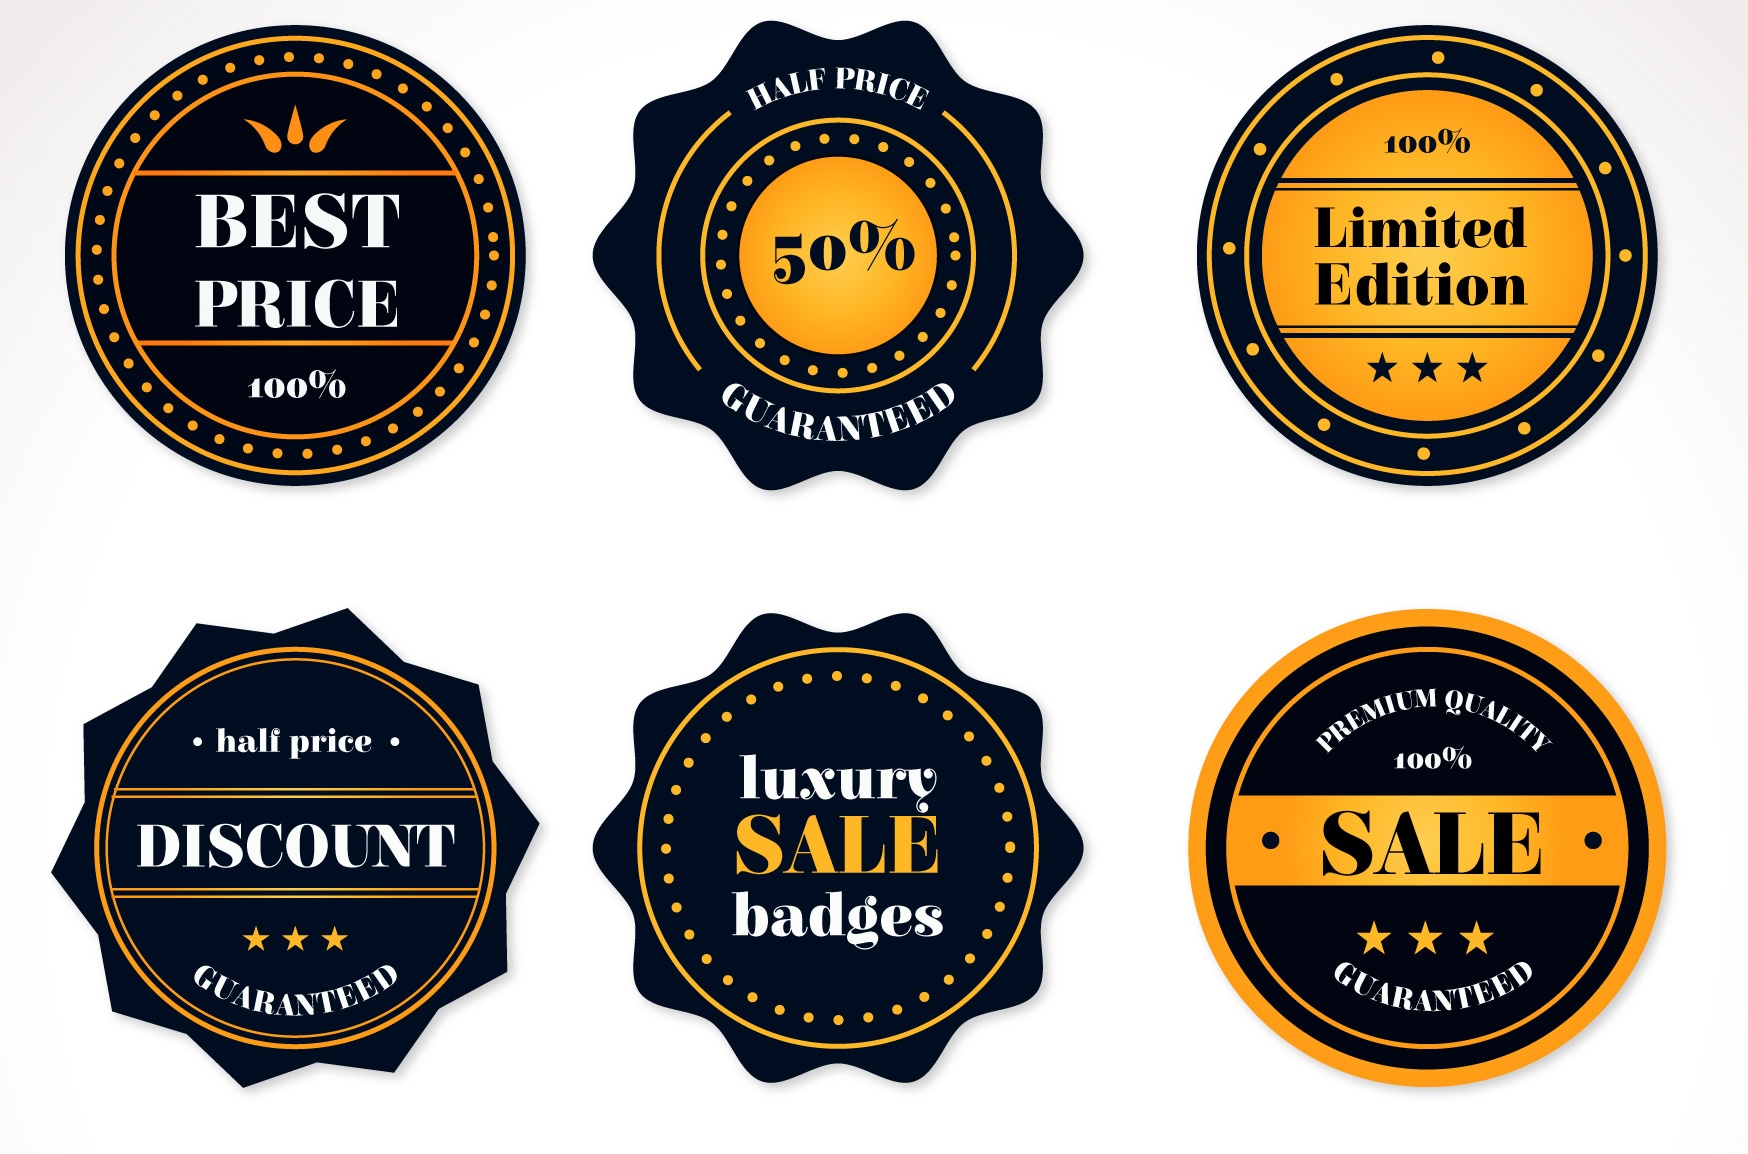 BEST
PRICE
100%
HALF PRICE
50%
GUARANTEED
100%
Limited
Edition
• half price •
DISCOUNT
GUARANTEED
luxury
SALE
badges
PREMIUM QUALITY
100%
• SALE •
GUARANTEED